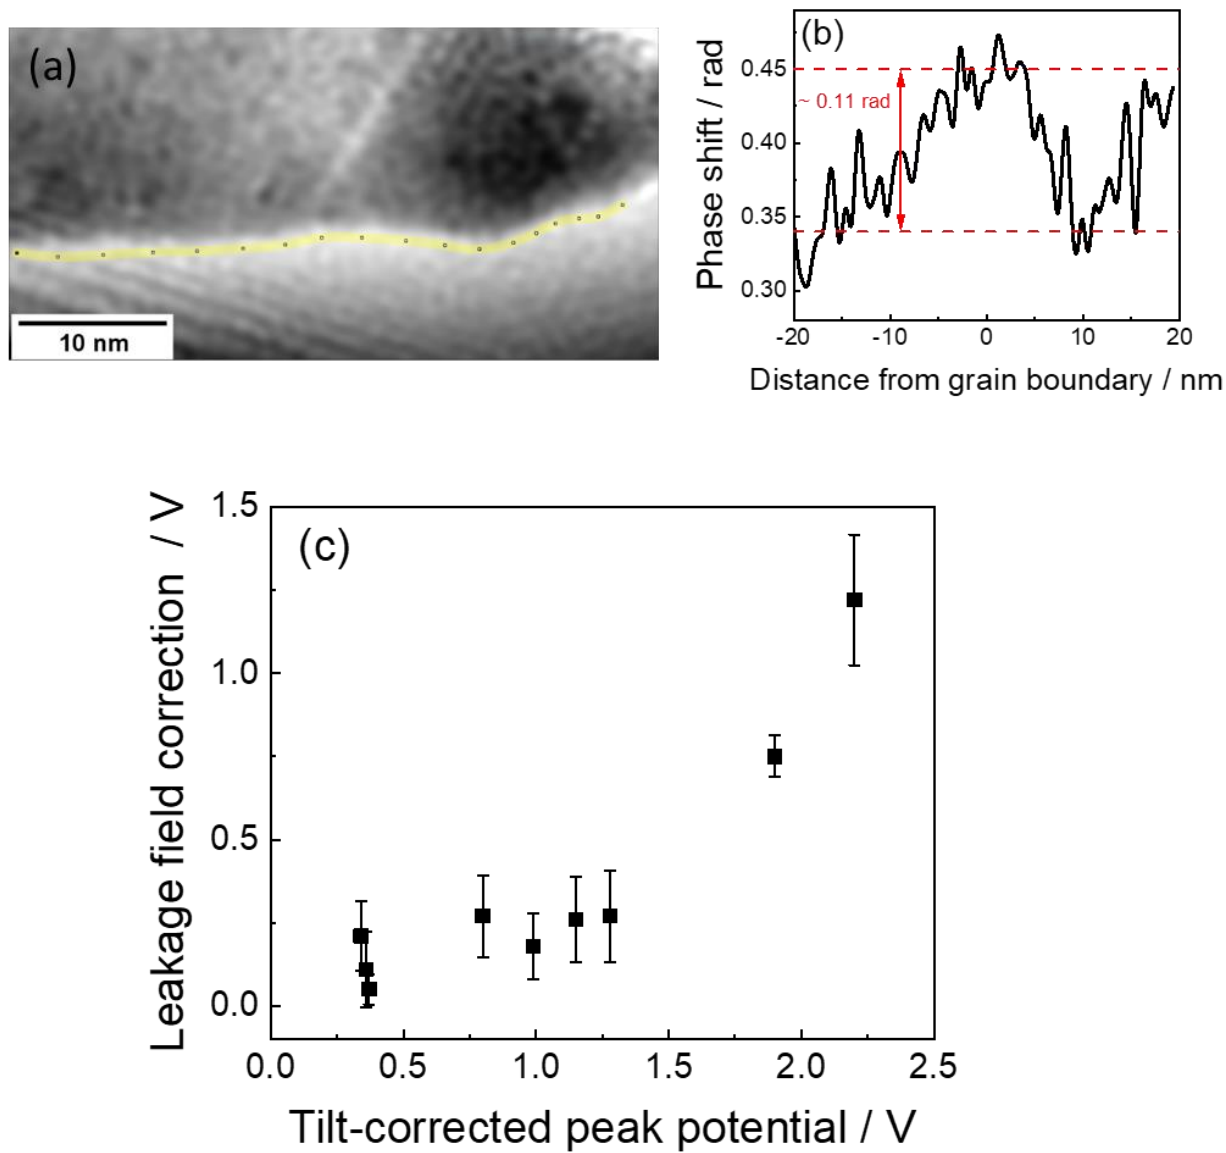 (a)
10 nm
(b)
Phase shift / rad
0.45
0.40
0.35
0.30
~ 0.11 rad
-20 -10 0 10 20
Distance from grain boundary / nm
(c)
Leakage field correction / V
1.5
1.0
0.5
0.0
0.0 0.5 1.0 1.5 2.0 2.5
Tilt-corrected peak potential / V